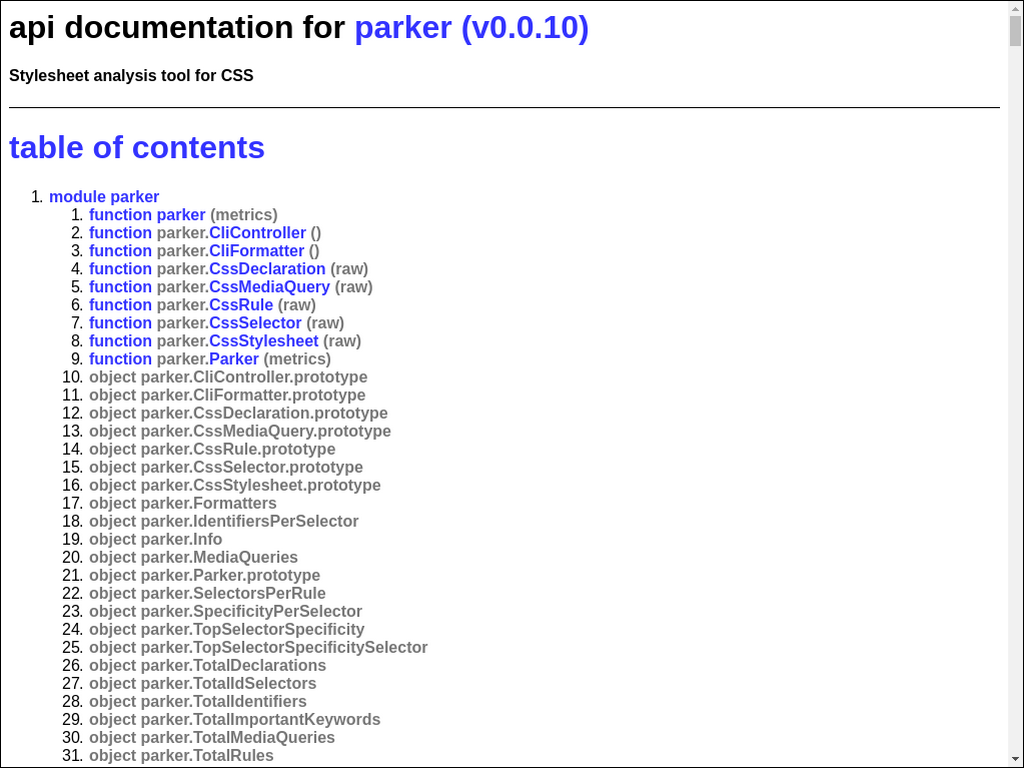 api documentation for parker (v0.0.10)
Stylesheet analysis tool for CSS
table of contents
1. module parker
1. function parker (metrics)
2. function parker.CliController ()
3. function parker.CliFormatter ()
4. function parker.CssDeclaration (raw)
5. function parker.CssMediaQuery (raw)
6. function parker.CssRule (raw)
7. function parker.CssSelector (raw)
8. function parker.CssStylesheet (raw)
9. function parker.Parker (metrics)
10. object parker.CliController.prototype
11. object parker.CliFormatter.prototype
12. object parker.CssDeclaration.prototype
13. object parker.CssMediaQuery.prototype
14. object parker.CssRule.prototype
15. object parker.CssSelector.prototype
16. object parker.CssStylesheet.prototype
17. object parker.Formatters
18. object parker.IdentifiersPerSelector
19. object parker.Info
20. object parker.MediaQueries
21. object parker.Parker.prototype
22. object parker.SelectorsPerRule
23. object parker.SpecificityPerSelector
24. object parker.TopSelectorSpecificity
25. object parker.TopSelectorSpecificitySelector
26. object parker.TotalDeclarations
27. object parker.TotalIdSelectors
28. object parker.TotalIdentifiers
29. object parker.TotalImportantKeywords
30. object parker.TotalMediaQueries
31. object parker.TotalRules